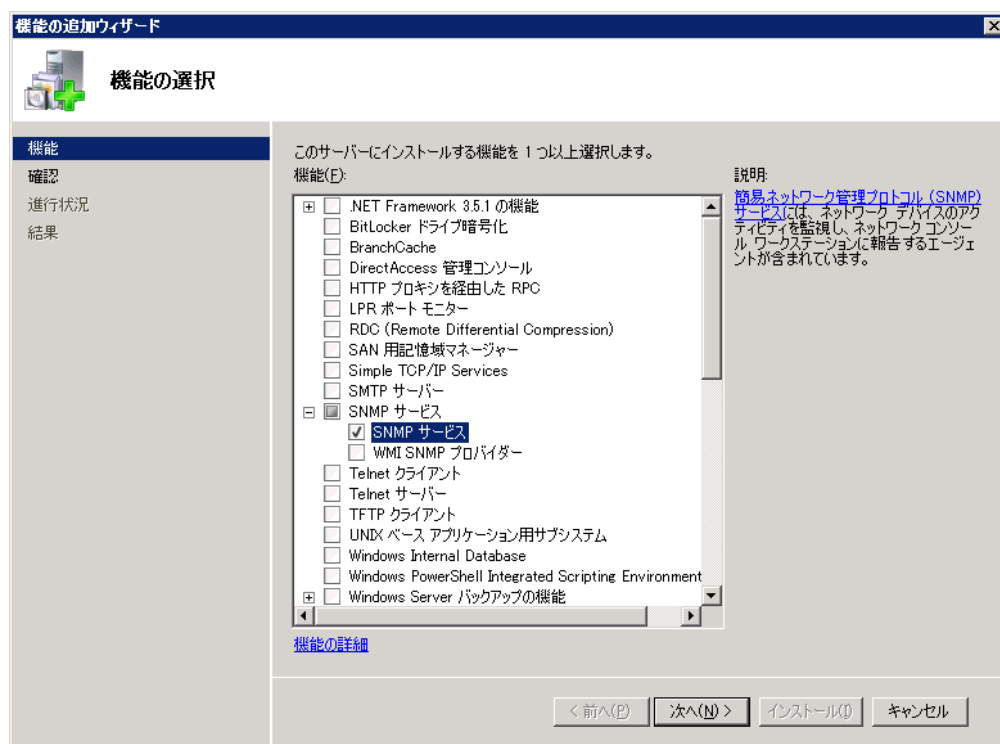 機能の追加ウィザード
機能の選択
機能
確認
進行状況
結果
このサーバーにインストールする機能を 1 つ以上選択します。
機能(F):
.NET Framework 3.5.1 の機能
BitLocker ドライブ暗号化
BranchCache
DirectAccess 管理コンソール
HTTP プロキシを経由した RPC
LPR ポート モニター
RDC (Remote Differential Compression)
SAN 用記憶域マネージャー
Simple TCP/IP Services
SMTP サーバー
SNMP サービス
SNMP サービス
WMI SNMP プロバイダー
Telnet クライアント
Telnet サーバー
TFTP クライアント
UNIX ベース アプリケーション用サブシステム
Windows Internal Database
Windows PowerShell Integrated Scripting Environment
Windows Server バックアップの機能
機能の詳細
説明:
簡易ネットワーク管理プロトコル (SNMP)
サービスには、ネットワーク デバイスのアク
ティビティを監視し、ネットワーク コンソー
ル ワークステーションに報告するエージェ
ントが含まれています。
< 前へ(P)
次へ(N) >
インストール(I)
キャンセル